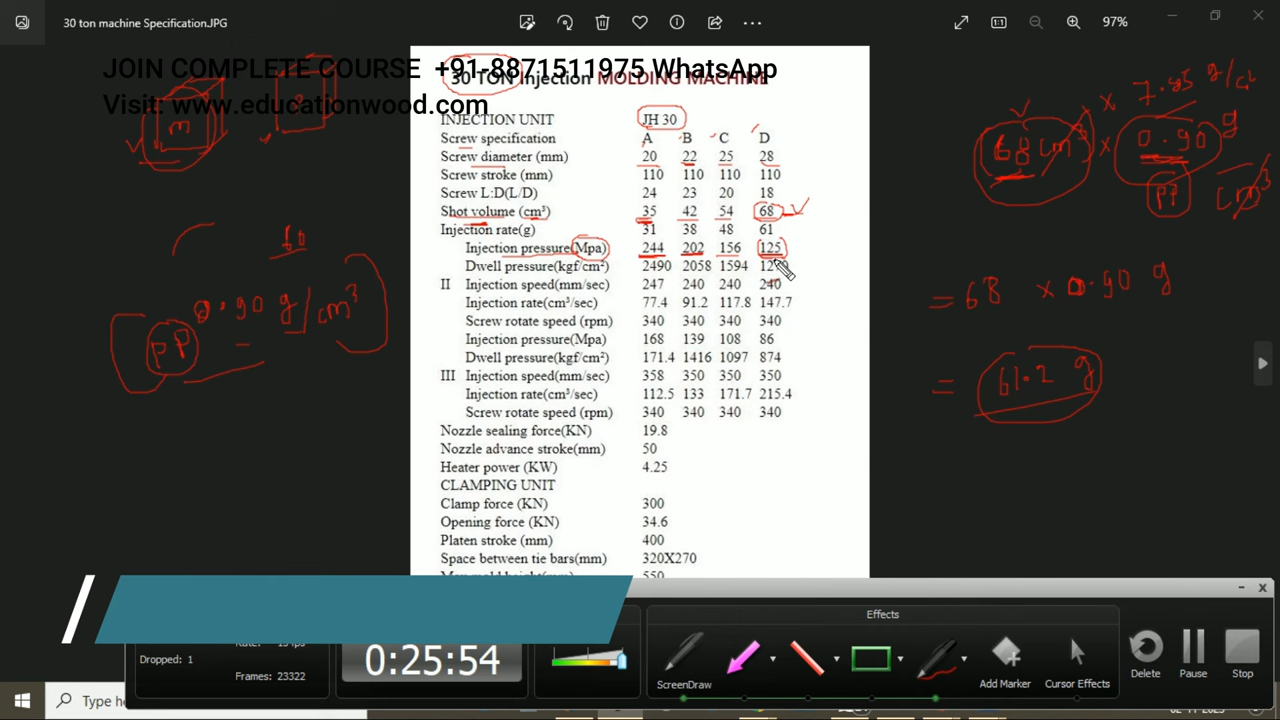 30 ton machine Specification.JPG
97%
JOIN COMPLETE COURSE +91-8871511975 WhatsApp
30 TON Injection MOLDING MACHINE
Visit: www.educationwood.com
INJECTION UNIT JH 30
Screw specification A B C D
Screw diameter (mm) 20 22 25 28
Screw stroke (mm) 110 110 110 110
Screw L:D(L/D) 24 23 20 18
Shot volume (cm³) 35 42 54 68
Injection rate(g) 31 38 48 61
Injection pressure(Mpa) 244 202 156 125
Dwell pressure(kgf/cm²) 2490 2058 1594
II Injection speed(mm/sec) 247 240 240 240
Injection rate(cm³/sec) 77.4 91.2 117.8 147.7
Screw rotate speed (rpm) 340 340 340 340
Injection pressure(Mpa) 168 139 108 86
Dwell pressure(kgf/cm²) 171.4 1416 1097 874
III Injection speed(mm/sec) 358 350 350 350
Injection rate(cm³/sec) 112.5 133 171.7 215.4
Screw rotate speed (rpm) 340 340 340 340
Nozzle sealing force(KN) 19.8
Nozzle advance stroke(mm) 50
Heater power (KW) 4.25
CLAMPING UNIT
Clamp force (KN) 300
Opening force (KN) 34.6
Platen stroke (mm) 400
Space between tie bars(mm) 320X270
550
m
PP 0.90 g/cm³
68 cm³ × 0.90 g
PP cm³
= 68 × 0.90 g
= 61.2 g
Effects
Dropped: 1
Frames: 23322
0:25:54
ScreenDraw
Add Marker
Cursor Effects
Delete
Pause
Stop
Type